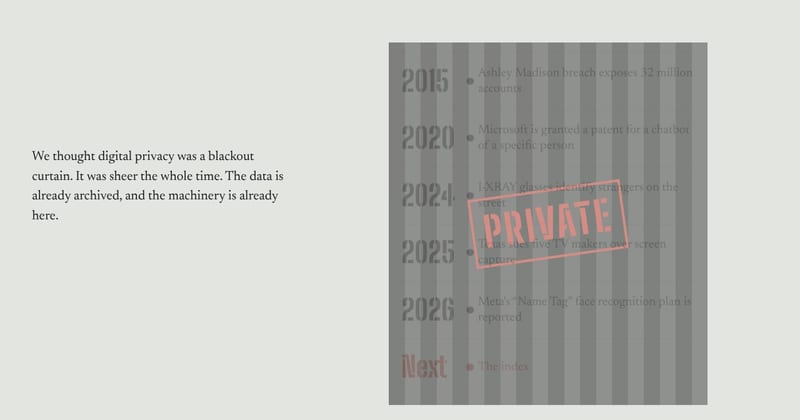 We thought digital privacy was a blackout
curtain. It was sheer the whole time. The data is
already archived, and the machinery is already
here.
2015
Ashley Madison breach exposes 32 million
accounts
2020
Microsoft is granted a patent for a chatbot
of a specific person
2024
I-XRAY glasses identify strangers on the
street
PRIVATE
2025
Texas sues five TV makers over screen
capture
2026
Meta's "Name Tag" face recognition plan is
reported
Next
The index